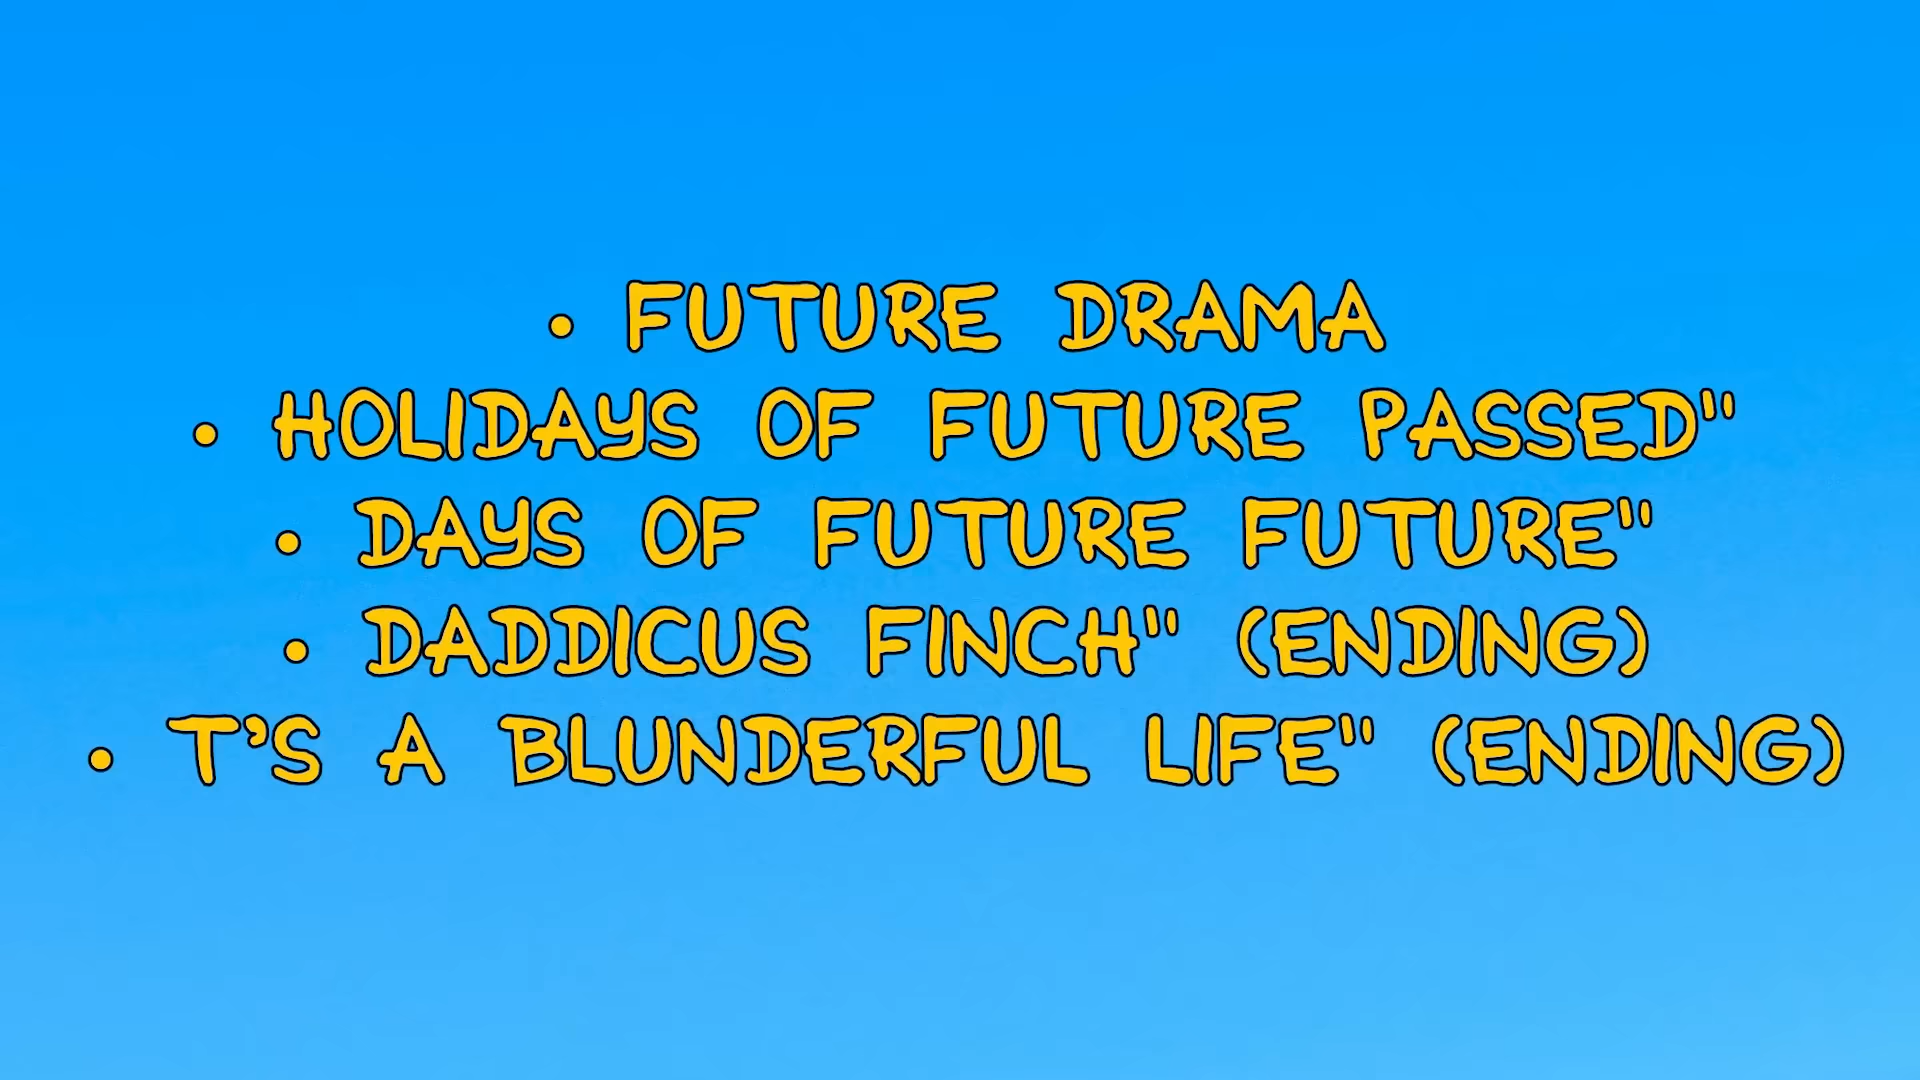 • FUTURE DRAMA
• HOLIDAYS OF FUTURE PASSED"
• DAYS OF FUTURE FUTURE"
• DADDICUS FINCH" (ENDING)
• T'S A BLUNDERFUL LIFE" (ENDING)